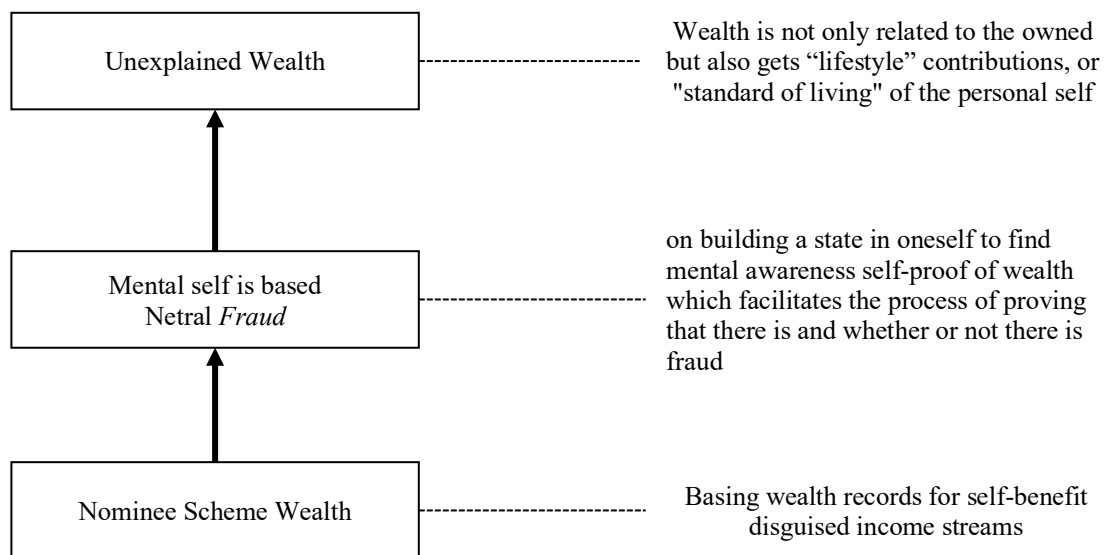 Unexplained Wealth
Wealth is not only related to the owned
but also gets “lifestyle” contributions, or
"standard of living" of the personal self
Mental self is based
Netral Fraud
on building a state in oneself to find
mental awareness self-proof of wealth
which facilitates the process of proving
that there is and whether or not there is
fraud
Nominee Scheme Wealth
Basing wealth records for self-benefit
disguised income streams